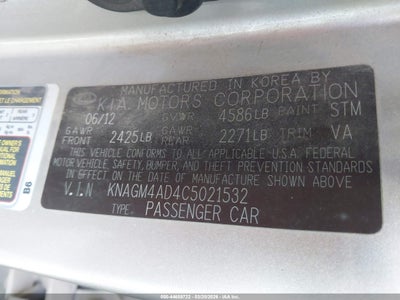 MANUFACTURED IN KOREA BY
KIA MOTORS CORPORATION
06/12 GVWR 4586LB PAINT STM
GAWR FRONT 2425LB GAWR REAR 2271LB TRIM VA
THIS VEHICLE CONFORMS TO ALL APPLICABLE U.S.A. FEDERAL
MOTOR VEHICLE SAFETY, BUMPER, AND THEFT PREVENTION STANDARDS
IN EFFECT ON THE DATE OF MANUFACTURE SHOWN ABOVE
V.I.N KNAGM4AD4C5021532
TYPE: PASSENGER CAR
B6